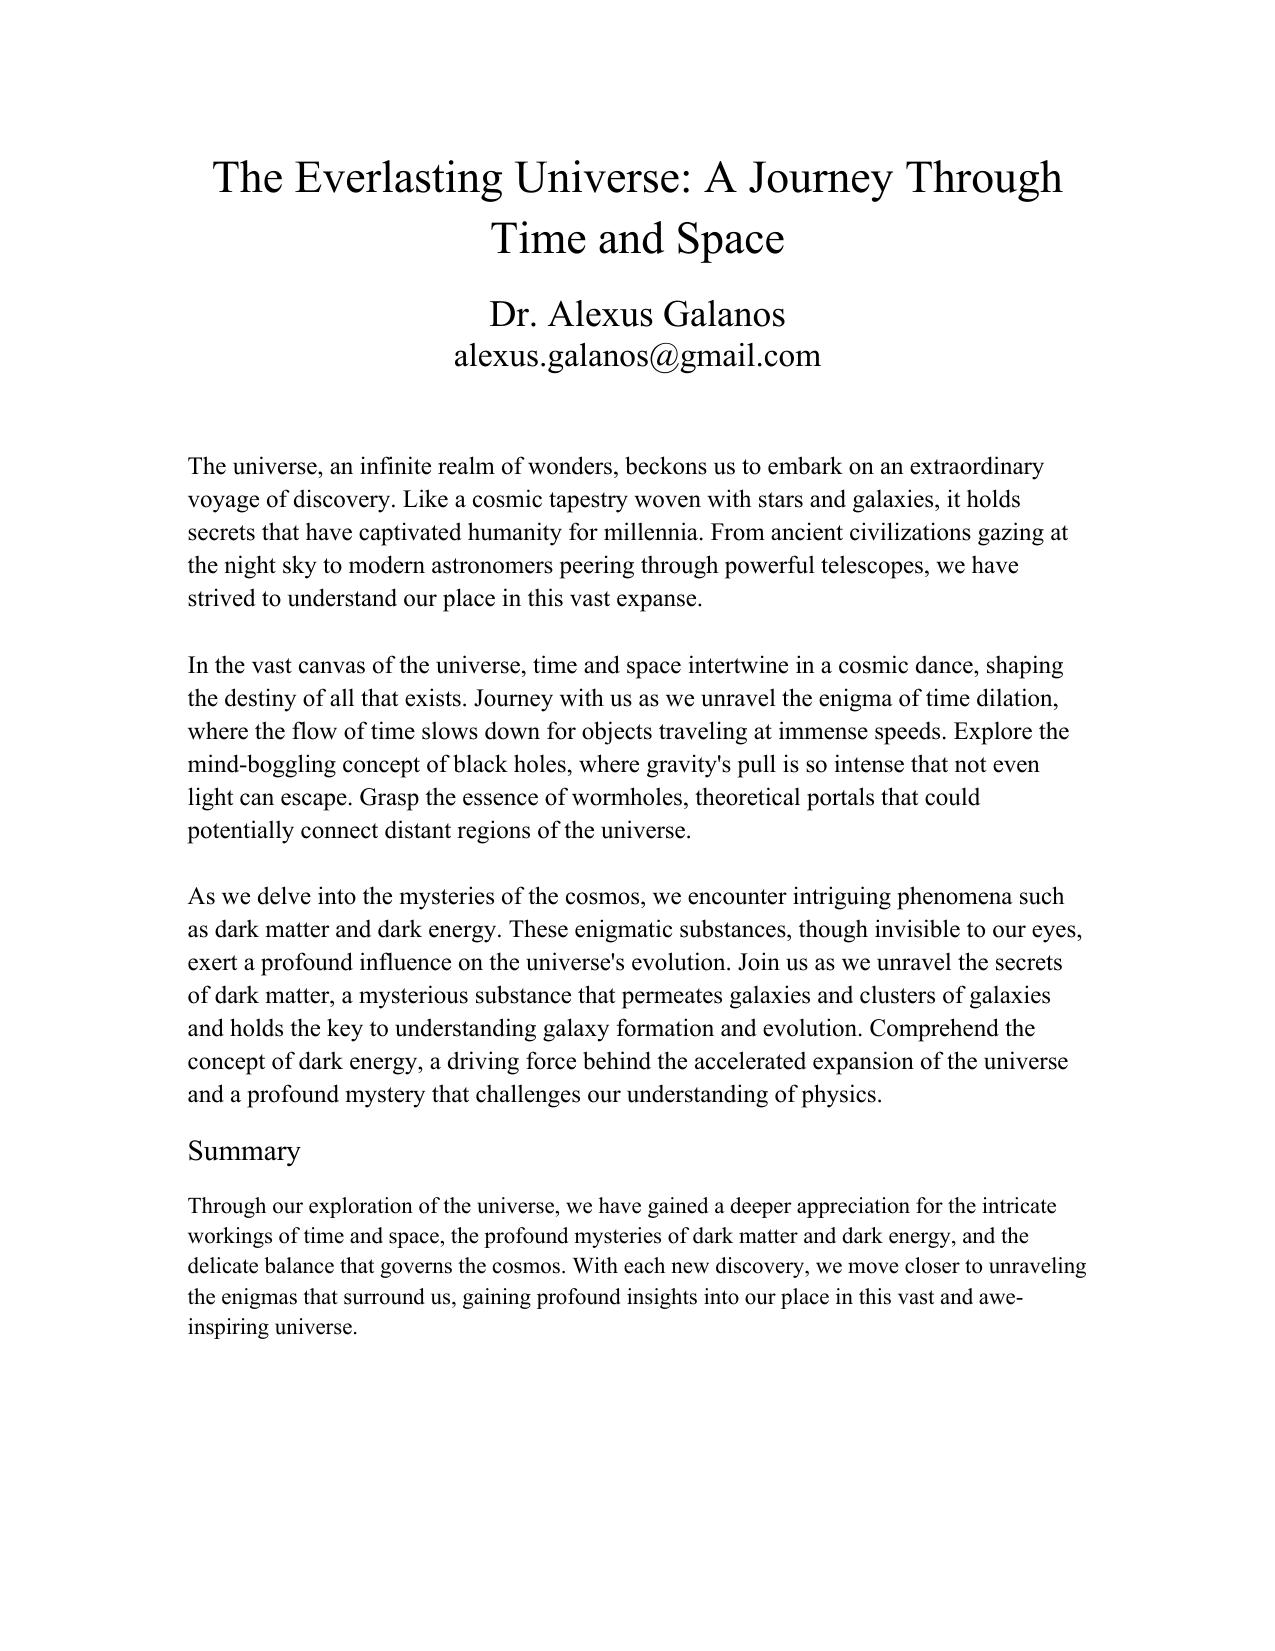 The Everlasting Universe: A Journey Through
Time and Space
Dr. Alexus Galanos
alexus.galanos@gmail.com
The universe, an infinite realm of wonders, beckons us to embark on an extraordinary
voyage of discovery. Like a cosmic tapestry woven with stars and galaxies, it holds
secrets that have captivated humanity for millennia. From ancient civilizations gazing at
the night sky to modern astronomers peering through powerful telescopes, we have
strived to understand our place in this vast expanse.
In the vast canvas of the universe, time and space intertwine in a cosmic dance, shaping
the destiny of all that exists. Journey with us as we unravel the enigma of time dilation,
where the flow of time slows down for objects traveling at immense speeds. Explore the
mind-boggling concept of black holes, where gravity's pull is so intense that not even
light can escape. Grasp the essence of wormholes, theoretical portals that could
potentially connect distant regions of the universe.
As we delve into the mysteries of the cosmos, we encounter intriguing phenomena such
as dark matter and dark energy. These enigmatic substances, though invisible to our eyes,
exert a profound influence on the universe's evolution. Join us as we unravel the secrets
of dark matter, a mysterious substance that permeates galaxies and clusters of galaxies
and holds the key to understanding galaxy formation and evolution. Comprehend the
concept of dark energy, a driving force behind the accelerated expansion of the universe
and a profound mystery that challenges our understanding of physics.
Summary
Through our exploration of the universe, we have gained a deeper appreciation for the intricate
workings of time and space, the profound mysteries of dark matter and dark energy, and the
delicate balance that governs the cosmos. With each new discovery, we move closer to unraveling
the enigmas that surround us, gaining profound insights into our place in this vast and awe-
inspiring universe.